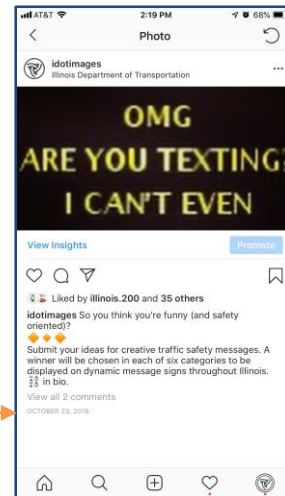 AT&T 2:19 PM 68%
Photo
idotimages
Illinois Department of Transportation
OMG
ARE YOU TEXTING?
I CAN'T EVEN
View Insights Promote
Liked by illinois.200 and 35 others
idotimages So you think you're funny (and safety
oriented)?
Submit your ideas for creative traffic safety messages. A
winner will be chosen in each of six categories to be
displayed on dynamic message signs throughout Illinois.
in bio.
View all 2 comments
OCTOBER 23, 2018